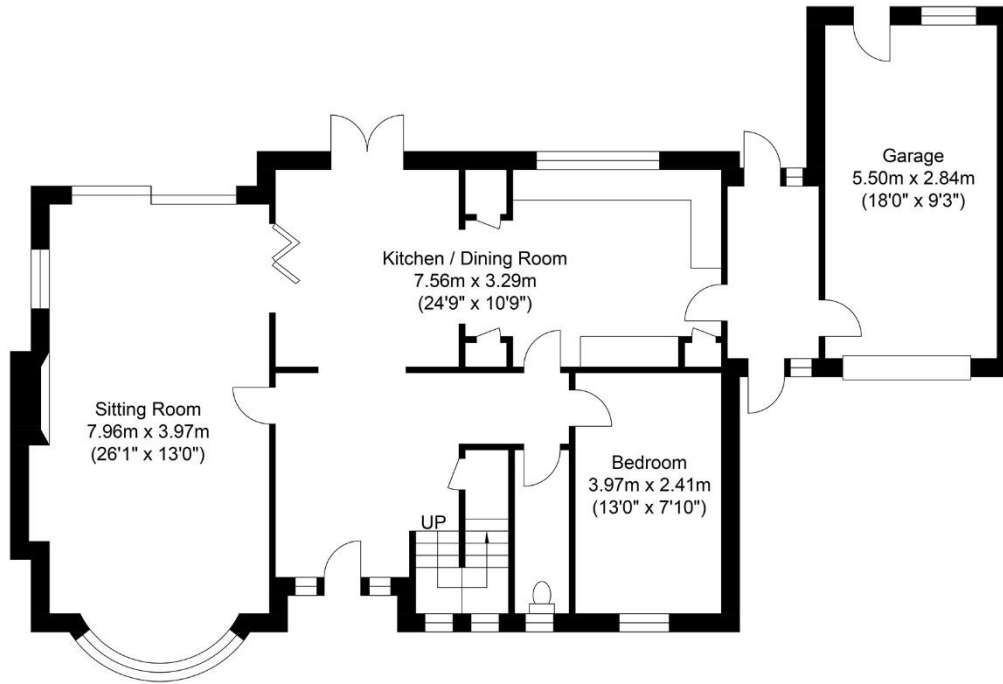 Garage
5.50m x 2.84m
(18'0" x 9'3")
Kitchen / Dining Room
7.56m x 3.29m
(24'9" x 10'9")
Sitting Room
7.96m x 3.97m
(26'1" x 13'0")
Bedroom
3.97m x 2.41m
(13'0" x 7'10")
UP